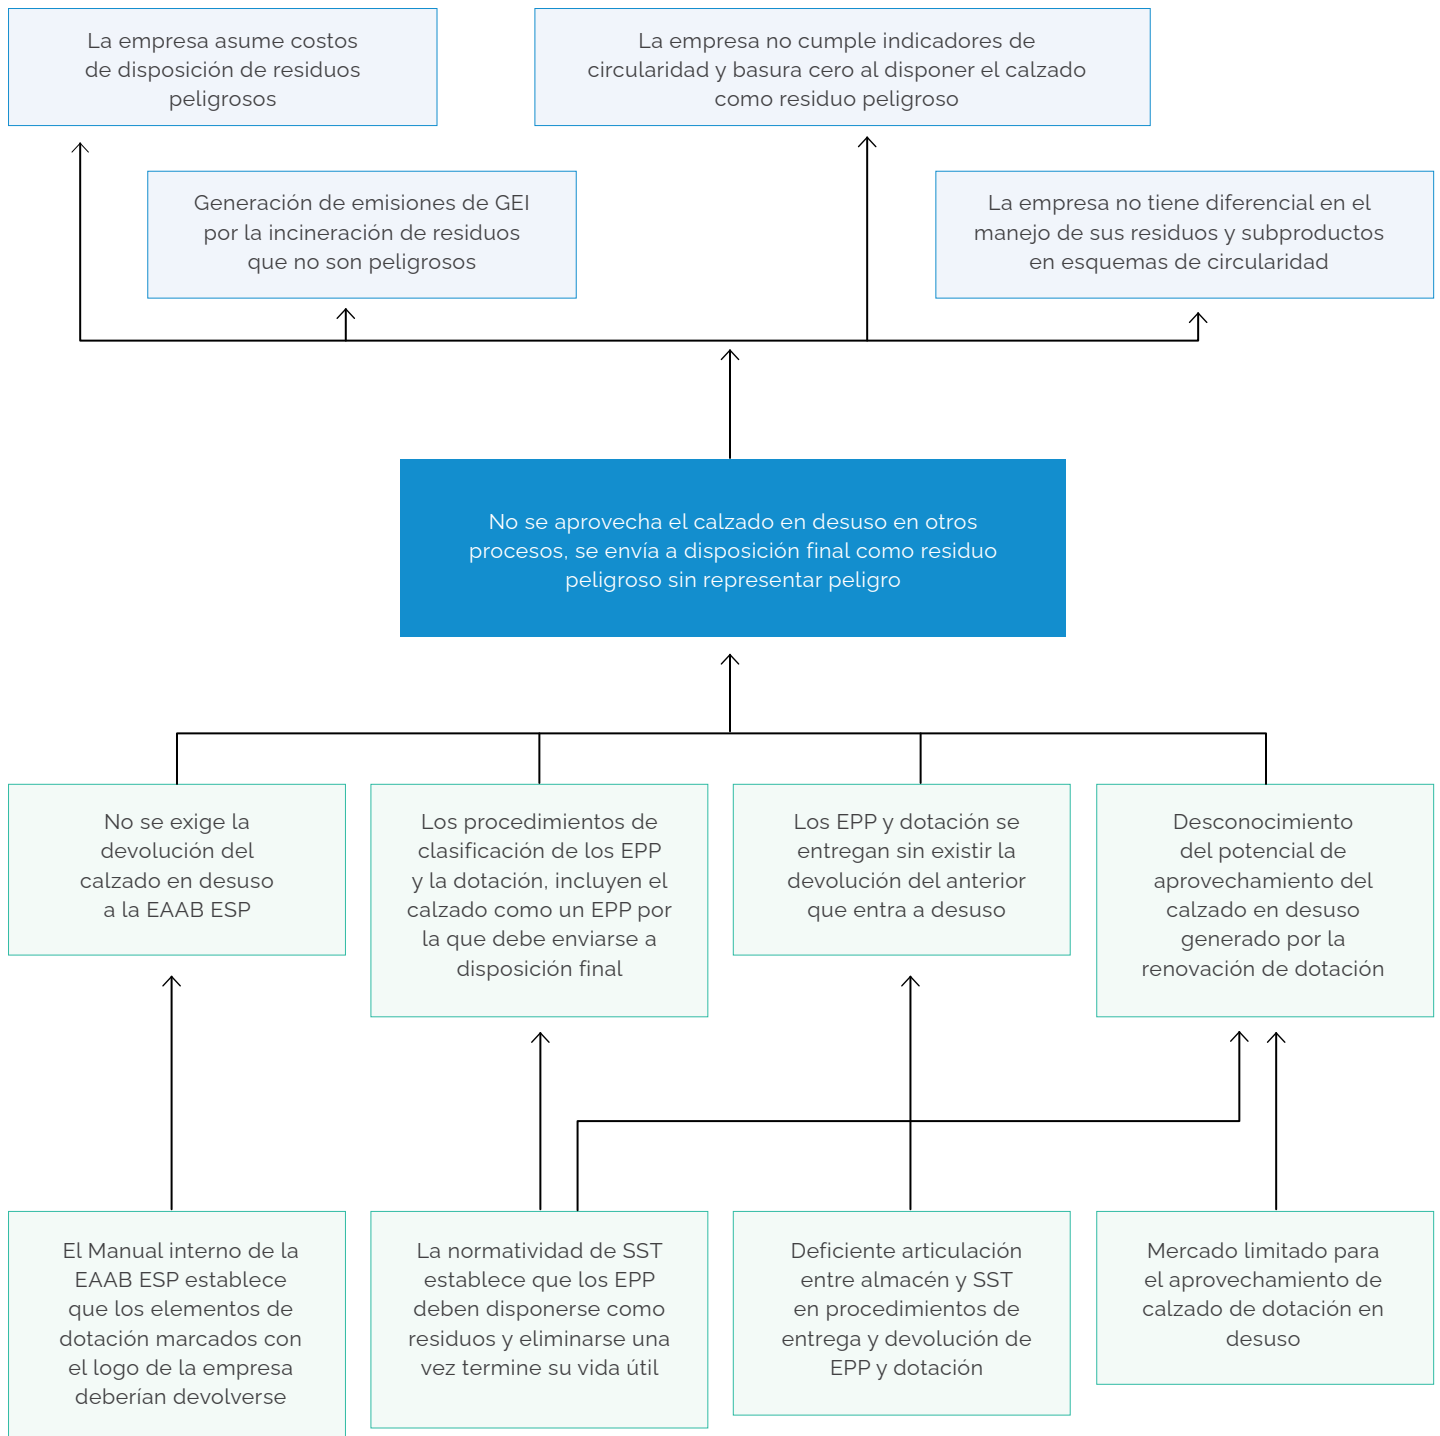 La empresa asume costos
de disposición de residuos
peligrosos
La empresa no cumple indicadores de
circularidad y basura cero al disponer el calzado
como residuo peligroso
Generación de emisiones de GEI
por la incineración de residuos
que no son peligrosos
La empresa no tiene diferencial en el
manejo de sus residuos y subproductos
en esquemas de circularidad
No se aprovecha el calzado en desuso en otros
procesos, se envía a disposición final como residuo
peligroso sin representar peligro
No se exige la
devolución del
calzado en desuso
a la EAAB ESP
Los procedimientos de
clasificación de los EPP
y la dotación, incluyen el
calzado como un EPP por
la que debe enviarse a
disposición final
Los EPP y dotación se
entregan sin existir la
devolución del anterior
que entra a desuso
Desconocimiento
del potencial de
aprovechamiento del
calzado en desuso
generado por la
renovación de dotación
El Manual interno de la
EAAB ESP establece
que los elementos de
dotación marcados con
el logo de la empresa
deberían devolverse
La normatividad de SST
establece que los EPP
deben disponerse como
residuos y eliminarse una
vez termine su vida útil
Deficiente articulación
entre almacén y SST
en procedimientos de
entrega y devolución de
EPP y dotación
Mercado limitado para
el aprovechamiento de
calzado de dotación en
desuso